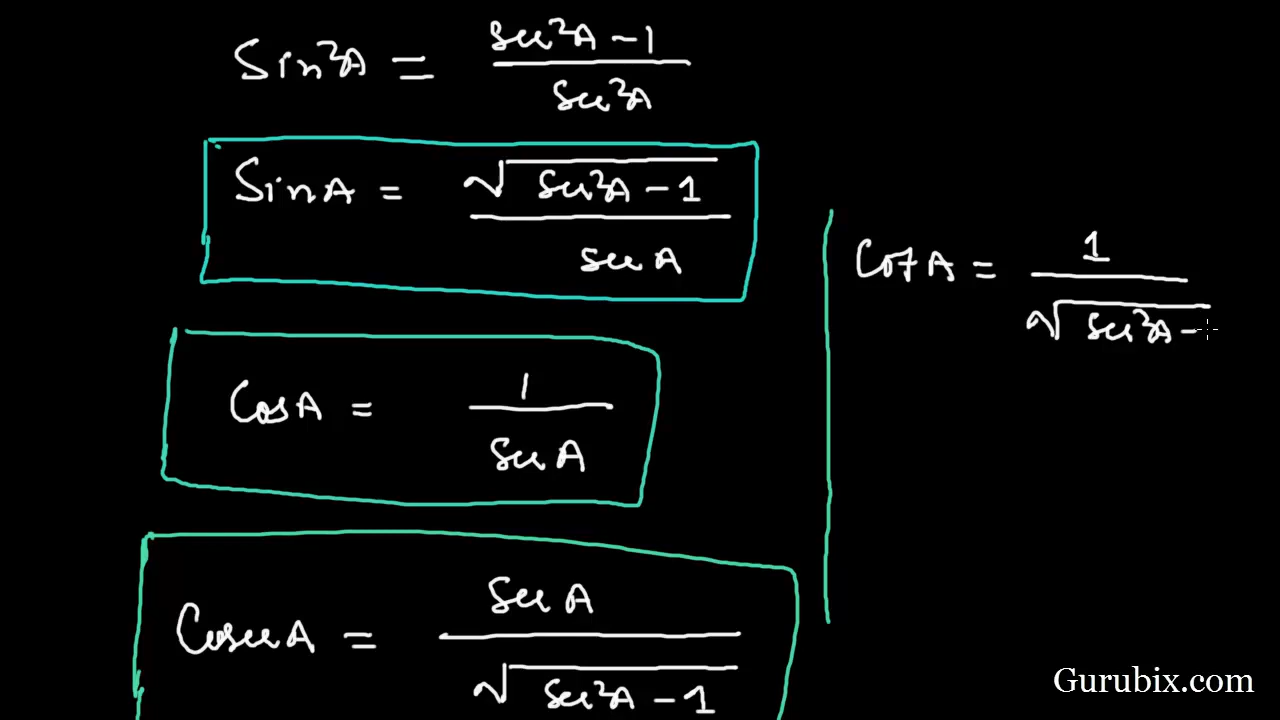 Sin²A = sec²A - 1 / sec²A
SinA = √sec²A - 1 / secA
CosA = 1 / secA
CosecA = secA / √sec²A - 1
CotA = 1 / √sec²A -
Gurubix.com